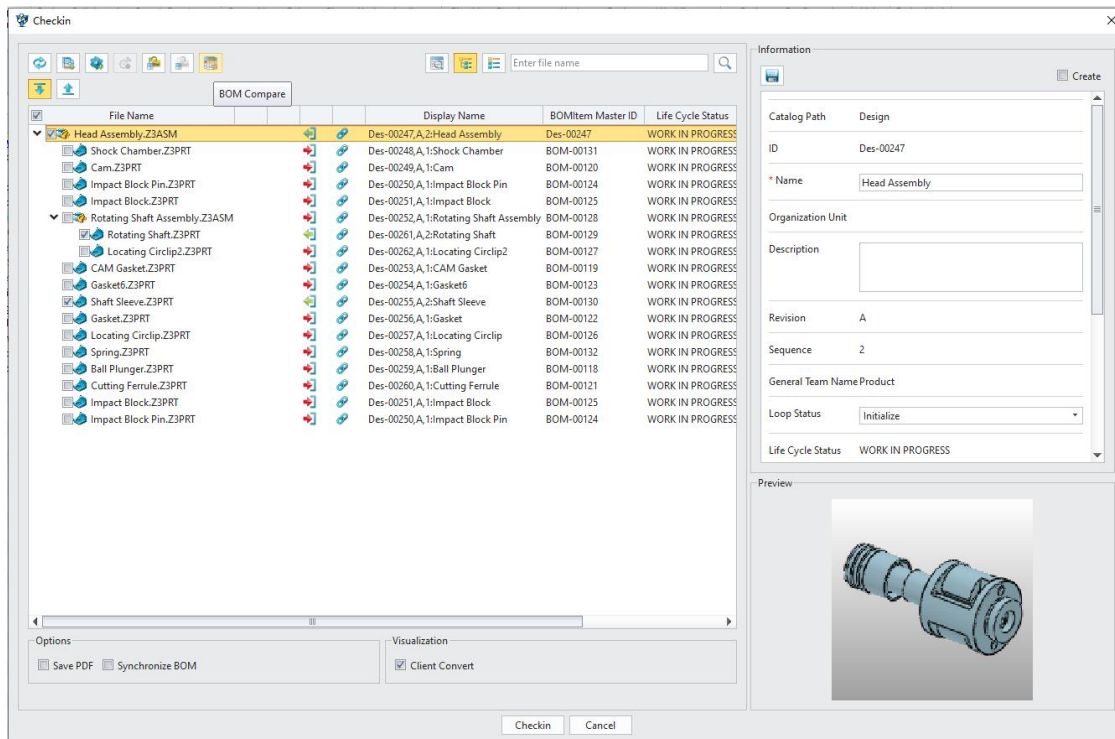 Checkin
Enter file name
BOM Compare
File Name Display Name BOMItem Master ID Life Cycle Status
Head Assembly.Z3ASM Des-00247,A,2:Head Assembly Des-00247 WORK IN PROGRESS
Shock Chamber.Z3PRT Des-00248,A,1:Shock Chamber BOM-00131 WORK IN PROGRESS
Cam.Z3PRT Des-00249,A,1:Cam BOM-00120 WORK IN PROGRESS
Impact Block Pin.Z3PRT Des-00250,A,1:Impact Block Pin BOM-00124 WORK IN PROGRESS
Impact Block.Z3PRT Des-00251,A,1:Impact Block BOM-00125 WORK IN PROGRESS
Rotating Shaft Assembly.Z3ASM Des-00252,A,1:Rotating Shaft Assembly BOM-00128 WORK IN PROGRESS
Rotating Shaft.Z3PRT Des-00261,A,2:Rotating Shaft BOM-00129 WORK IN PROGRESS
Locating Circlip2.Z3PRT Des-00262,A,1:Locating Circlip2 BOM-00127 WORK IN PROGRESS
CAM Gasket.Z3PRT Des-00253,A,1:CAM Gasket BOM-00119 WORK IN PROGRESS
Gasket6.Z3PRT Des-00254,A,1:Gasket6 BOM-00123 WORK IN PROGRESS
Shaft Sleeve.Z3PRT Des-00255,A,2:Shaft Sleeve BOM-00130 WORK IN PROGRESS
Gasket.Z3PRT Des-00256,A,1:Gasket BOM-00122 WORK IN PROGRESS
Locating Circlip.Z3PRT Des-00257,A,1:Locating Circlip BOM-00126 WORK IN PROGRESS
Spring.Z3PRT Des-00258,A,1:Spring BOM-00132 WORK IN PROGRESS
Ball Plunger.Z3PRT Des-00259,A,1:Ball Plunger BOM-00118 WORK IN PROGRESS
Cutting Ferrule.Z3PRT Des-00260,A,1:Cutting Ferrule BOM-00121 WORK IN PROGRESS
Impact Block.Z3PRT Des-00251,A,1:Impact Block BOM-00125 WORK IN PROGRESS
Impact Block Pin.Z3PRT Des-00250,A,1:Impact Block Pin BOM-00124 WORK IN PROGRESS
Options
Save PDF Synchronize BOM
Visualization
Client Convert
Information
Create
Catalog Path Design
ID Des-00247
* Name Head Assembly
Organization Unit
Description
Revision A
Sequence 2
General Team Name Product
Loop Status Initialize
Life Cycle Status WORK IN PROGRESS
Preview
Checkin Cancel